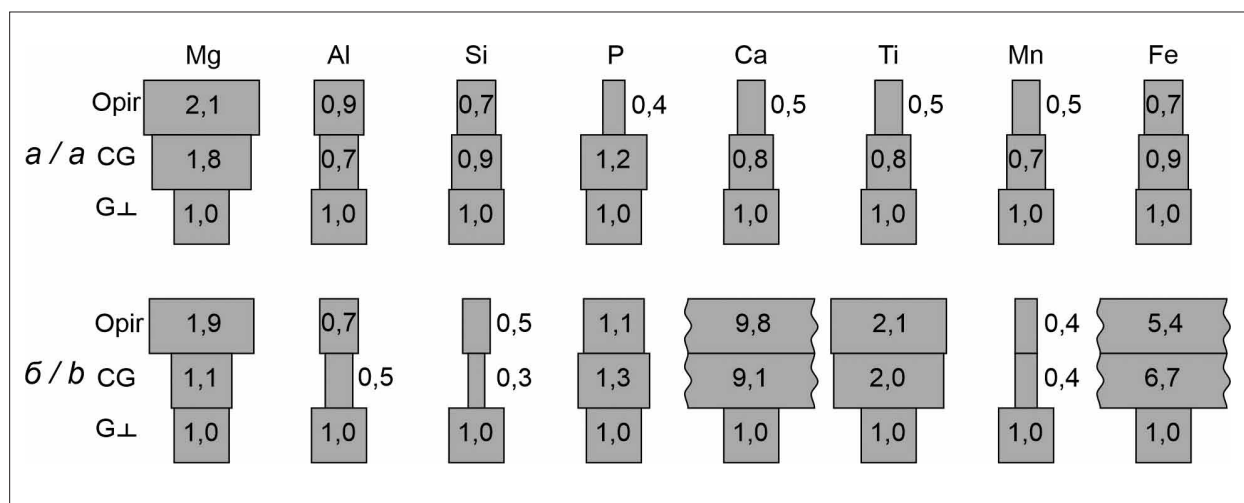 Mg Al Si P Ca Ti Mn Fe
Opir 2,1 0,9 0,7 0,4 0,5 0,5 0,5 0,7
а / a CG 1,8 0,7 0,9 1,2 0,8 0,8 0,7 0,9
G⊥ 1,0 1,0 1,0 1,0 1,0 1,0 1,0 1,0
Opir 1,9 0,7 0,5 1,1 9,8 2,1 0,4 5,4
б / b CG 1,1 0,5 0,3 1,3 9,1 2,0 0,4 6,7
G⊥ 1,0 1,0 1,0 1,0 1,0 1,0 1,0 1,0